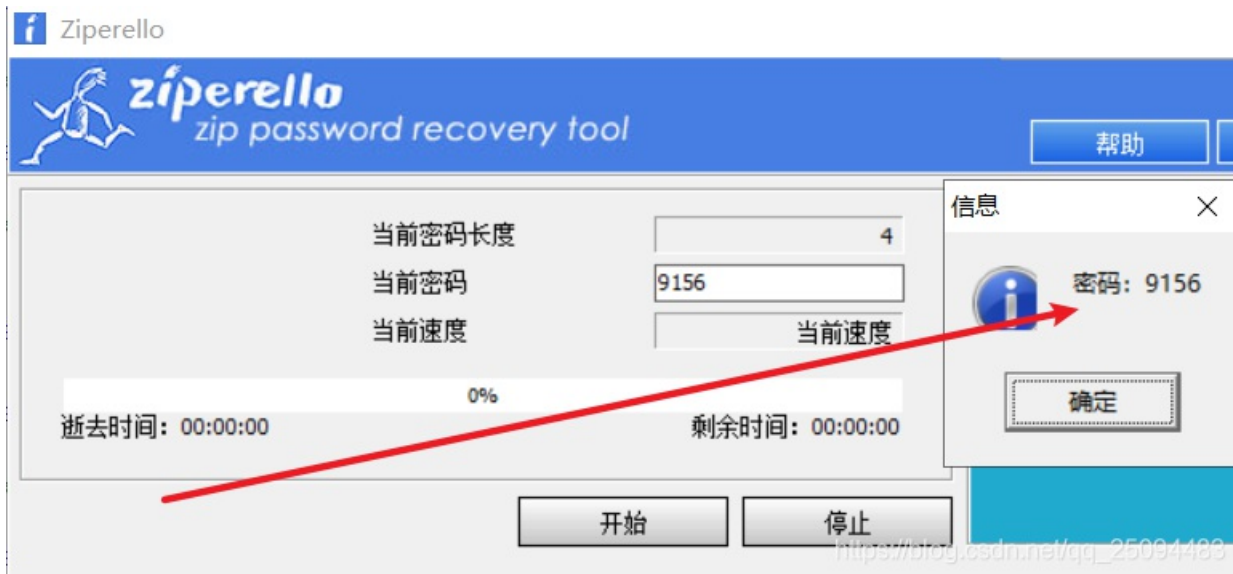 Ziperello
ziperello
zip password recovery tool
帮助
信息
当前密码长度 4
当前密码 9156
密码：9156
当前速度 当前速度
0%
确定
逝去时间：00:00:00 剩余时间：00:00:00
开始 停止
https://blog.csdn.net/qq_25094483